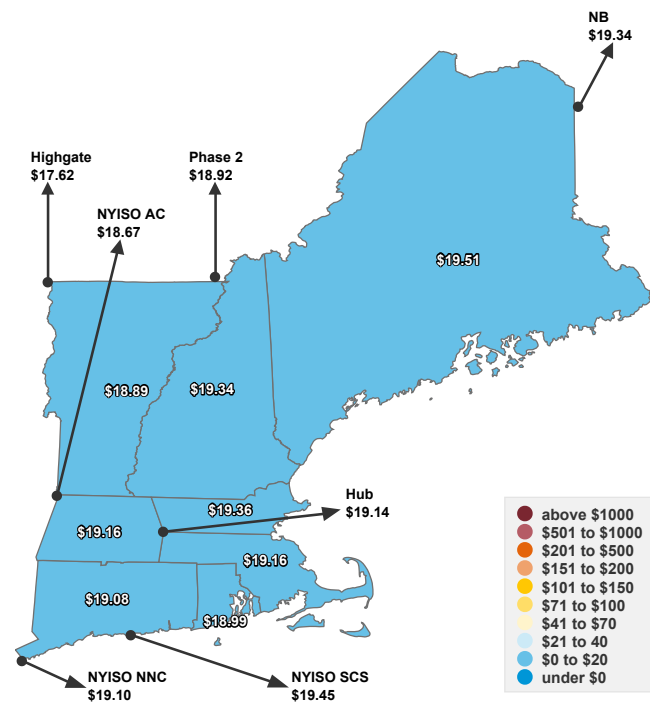 NB
$19.34
Highgate
$17.62
Phase 2
$18.92
NYISO AC
$18.67
$19.51
$18.89
$19.34
Hub
$19.14
$19.36
$19.16
$19.16
$19.08
$18.99
NYISO NNC
$19.10
NYISO SCS
$19.45
above $1000
$501 to $1000
$201 to $500
$151 to $200
$101 to $150
$71 to $100
$41 to $70
$21 to 40
$0 to $20
under $0